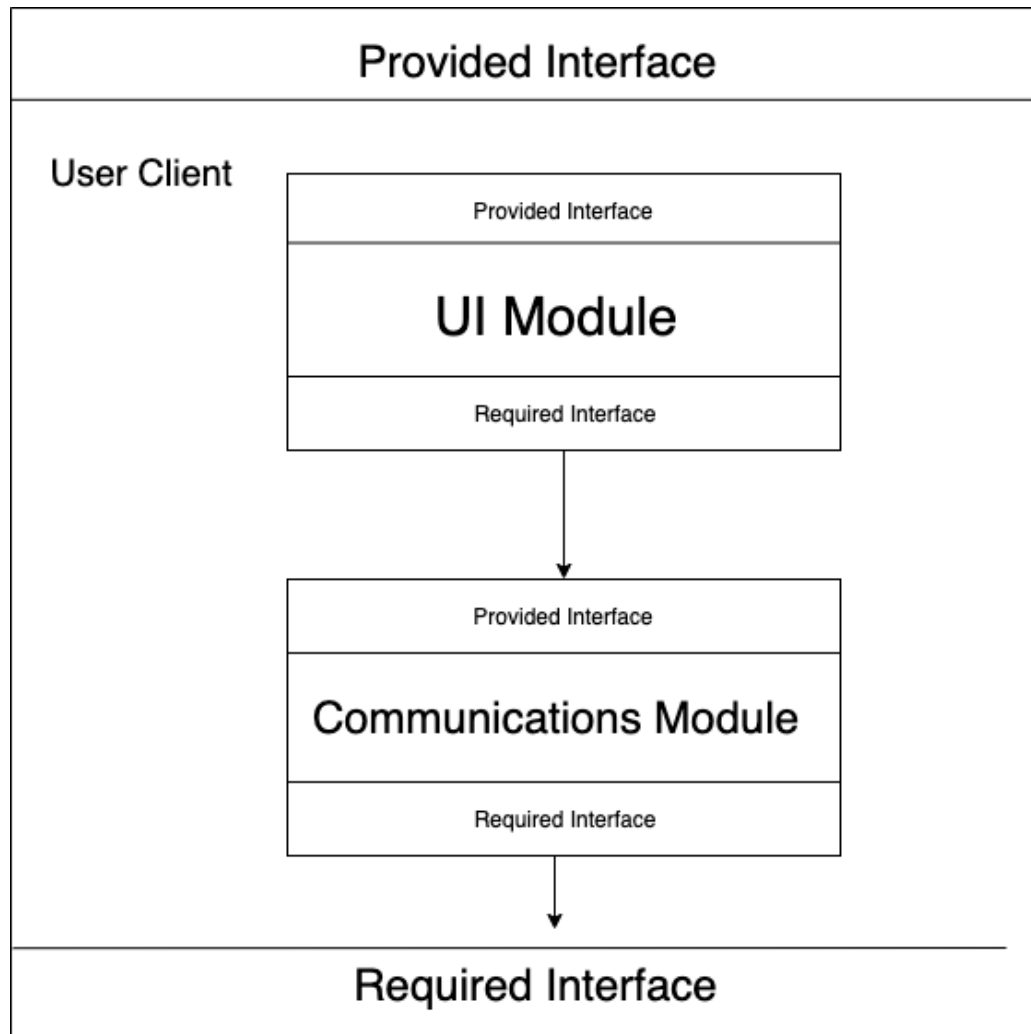 Provided Interface
User Client
Provided Interface
UI Module
Required Interface
Provided Interface
Communications Module
Required Interface
Required Interface